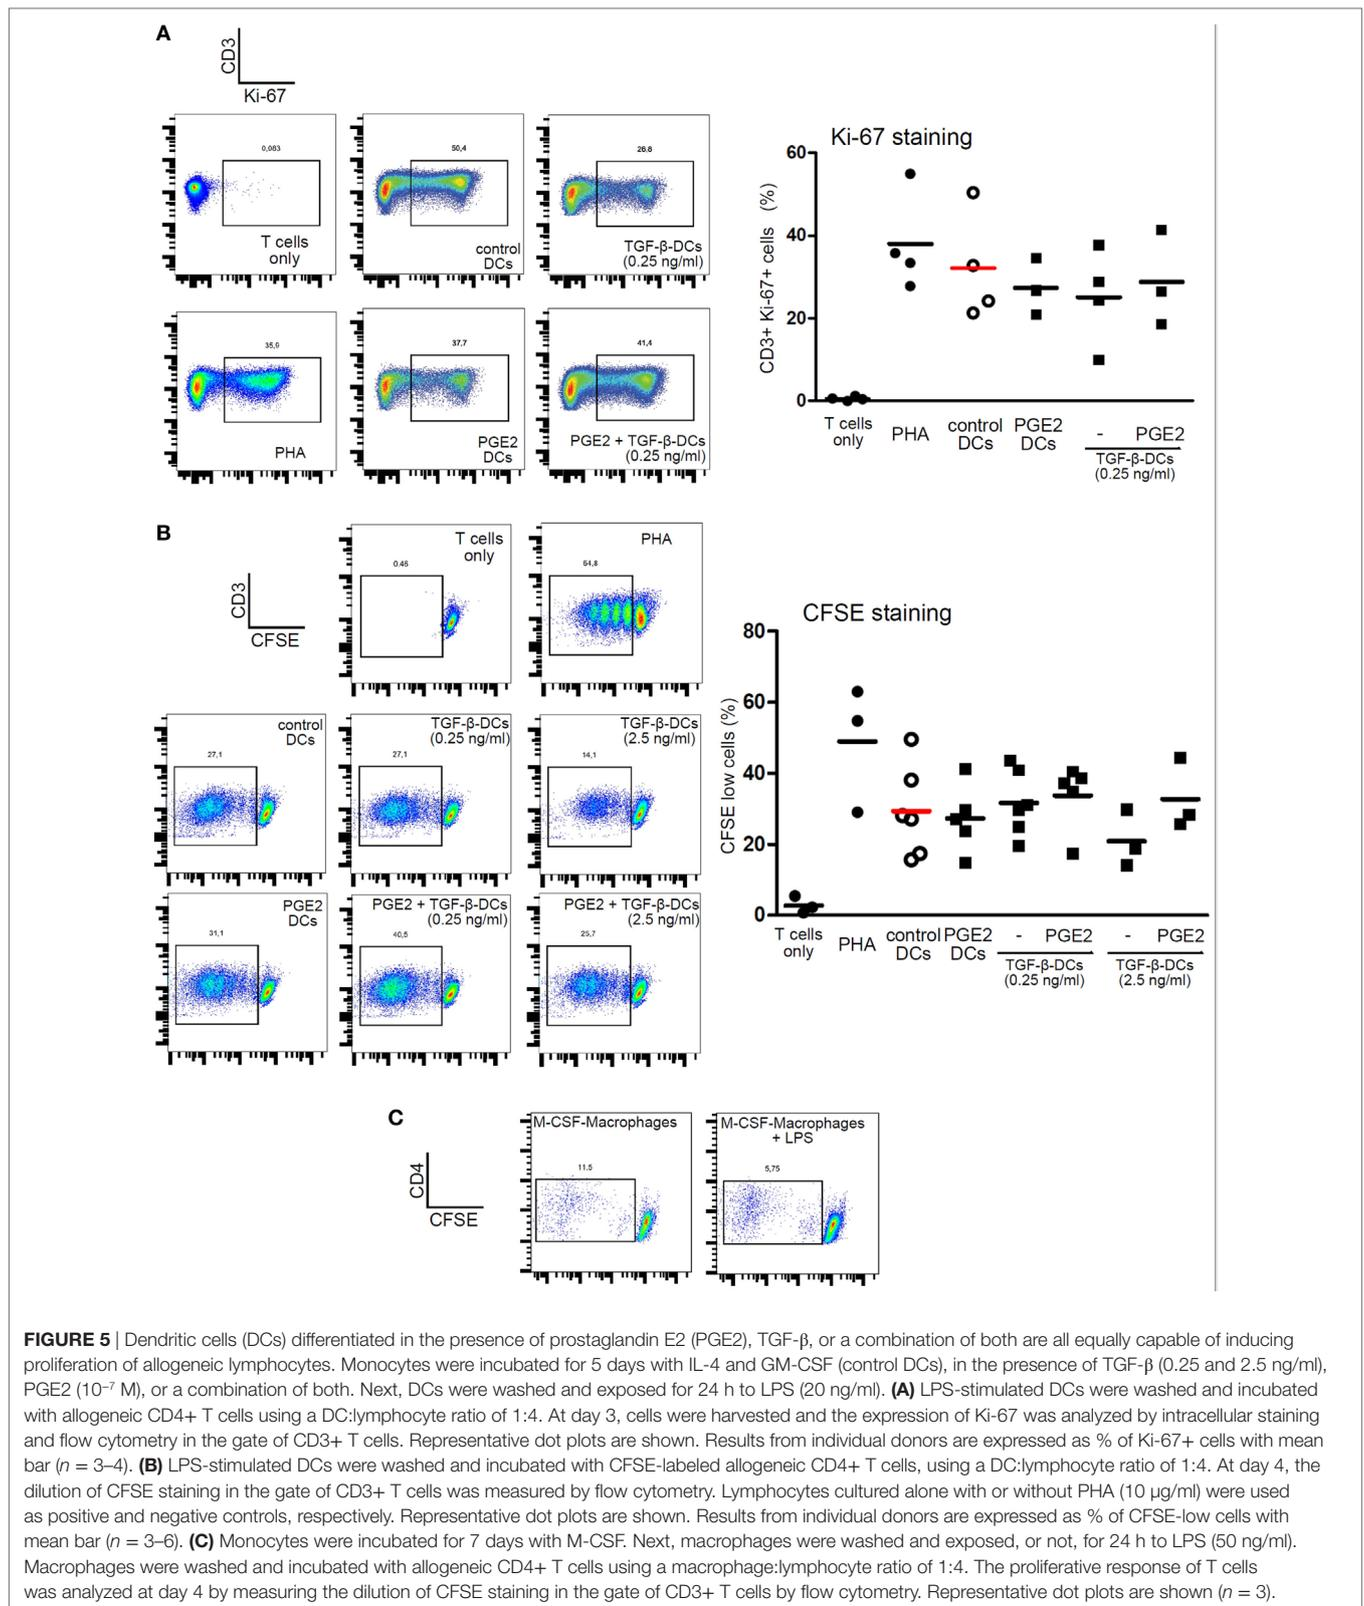 A
CD3
Ki-67
0,083
T cells
only
50,4
control
DCs
26,8
TGF-β-DCs
(0.25 ng/ml)
35,9
PHA
37,7
PGE2
DCs
41,4
PGE2 + TGF-β-DCs
(0.25 ng/ml)
Ki-67 staining
CD3+ Ki-67+ cells (%)
60
40
20
0
T cells
only
PHA
control
DCs
PGE2
DCs
- PGE2
TGF-β-DCs
(0.25 ng/ml)
B
CD3
CFSE
T cells
only
0.46
PHA
54,8
control
DCs
27,1
TGF-β-DCs
(0.25 ng/ml)
27,1
TGF-β-DCs
(2.5 ng/ml)
14,1
PGE2
DCs
31,1
PGE2 + TGF-β-DCs
(0.25 ng/ml)
40,5
PGE2 + TGF-β-DCs
(2.5 ng/ml)
25,7
CFSE staining
CFSE low cells (%)
80
60
40
20
0
T cells
only
PHA
control
DCs
PGE2
DCs
- PGE2
TGF-β-DCs
(0.25 ng/ml)
- PGE2
TGF-β-DCs
(2.5 ng/ml)
C
CD4
CFSE
M-CSF-Macrophages
11.5
M-CSF-Macrophages
+ LPS
5,75
FIGURE 5 | Dendritic cells (DCs) differentiated in the presence of prostaglandin E2 (PGE2), TGF-β, or a combination of both are all equally capable of inducing
proliferation of allogeneic lymphocytes. Monocytes were incubated for 5 days with IL-4 and GM-CSF (control DCs), in the presence of TGF-β (0.25 and 2.5 ng/ml),
PGE2 (10⁻⁷ M), or a combination of both. Next, DCs were washed and exposed for 24 h to LPS (20 ng/ml). (A) LPS-stimulated DCs were washed and incubated
with allogeneic CD4+ T cells using a DC:lymphocyte ratio of 1:4. At day 3, cells were harvested and the expression of Ki-67 was analyzed by intracellular staining
and flow cytometry in the gate of CD3+ T cells. Representative dot plots are shown. Results from individual donors are expressed as % of Ki-67+ cells with mean
bar (n = 3–4). (B) LPS-stimulated DCs were washed and incubated with CFSE-labeled allogeneic CD4+ T cells, using a DC:lymphocyte ratio of 1:4. At day 4, the
dilution of CFSE staining in the gate of CD3+ T cells was measured by flow cytometry. Lymphocytes cultured alone with or without PHA (10 µg/ml) were used
as positive and negative controls, respectively. Representative dot plots are shown. Results from individual donors are expressed as % of CFSE-low cells with
mean bar (n = 3–6). (C) Monocytes were incubated for 7 days with M-CSF. Next, macrophages were washed and exposed, or not, for 24 h to LPS (50 ng/ml).
Macrophages were washed and incubated with allogeneic CD4+ T cells using a macrophage:lymphocyte ratio of 1:4. The proliferative response of T cells
was analyzed at day 4 by measuring the dilution of CFSE staining in the gate of CD3+ T cells by flow cytometry. Representative dot plots are shown (n = 3).